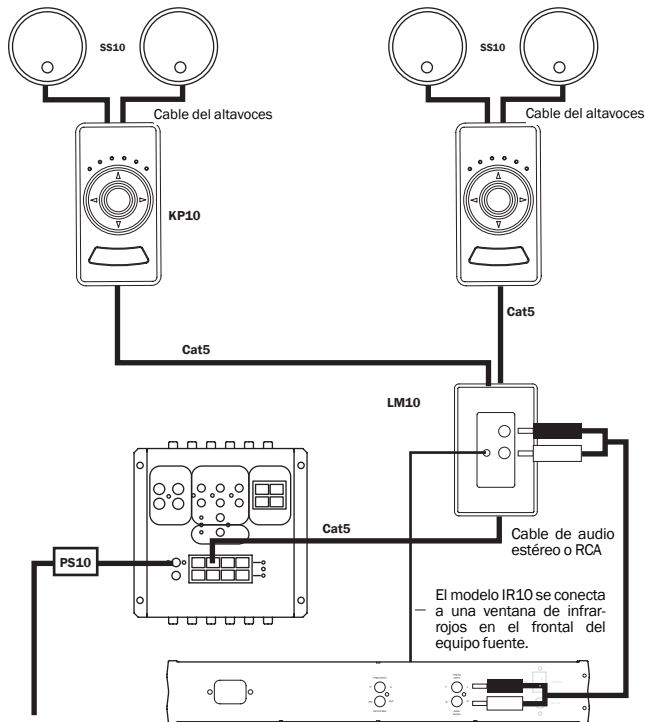 SS10
SS10
Cable del altavoces
Cable del altavoces
KP10
Cat5
Cat5
LM10
Cat5
Cable de audio
estéreo o RCA
PS10
El modelo IR10 se conecta
a una ventana de infrar-
rojos en el frontal del
equipo fuente.